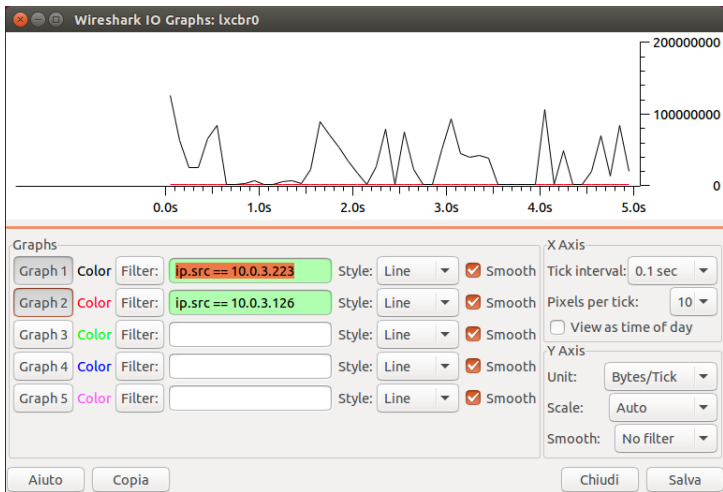 Wireshark IO Graphs: lxcbr0
200000000
100000000
0
0.0s 1.0s 2.0s 3.0s 4.0s 5.0s
Graphs
Graph 1 Color Filter: ip.src == 10.0.3.223 Style: Line Smooth
Graph 2 Color Filter: ip.src == 10.0.3.126 Style: Line Smooth
Graph 3 Color Filter: Style: Line Smooth
Graph 4 Color Filter: Style: Line Smooth
Graph 5 Color Filter: Style: Line Smooth
X Axis
Tick interval: 0.1 sec
Pixels per tick: 10
View as time of day
Y Axis
Unit: Bytes/Tick
Scale: Auto
Smooth: No filter
Aiuto Copia Chiudi Salva